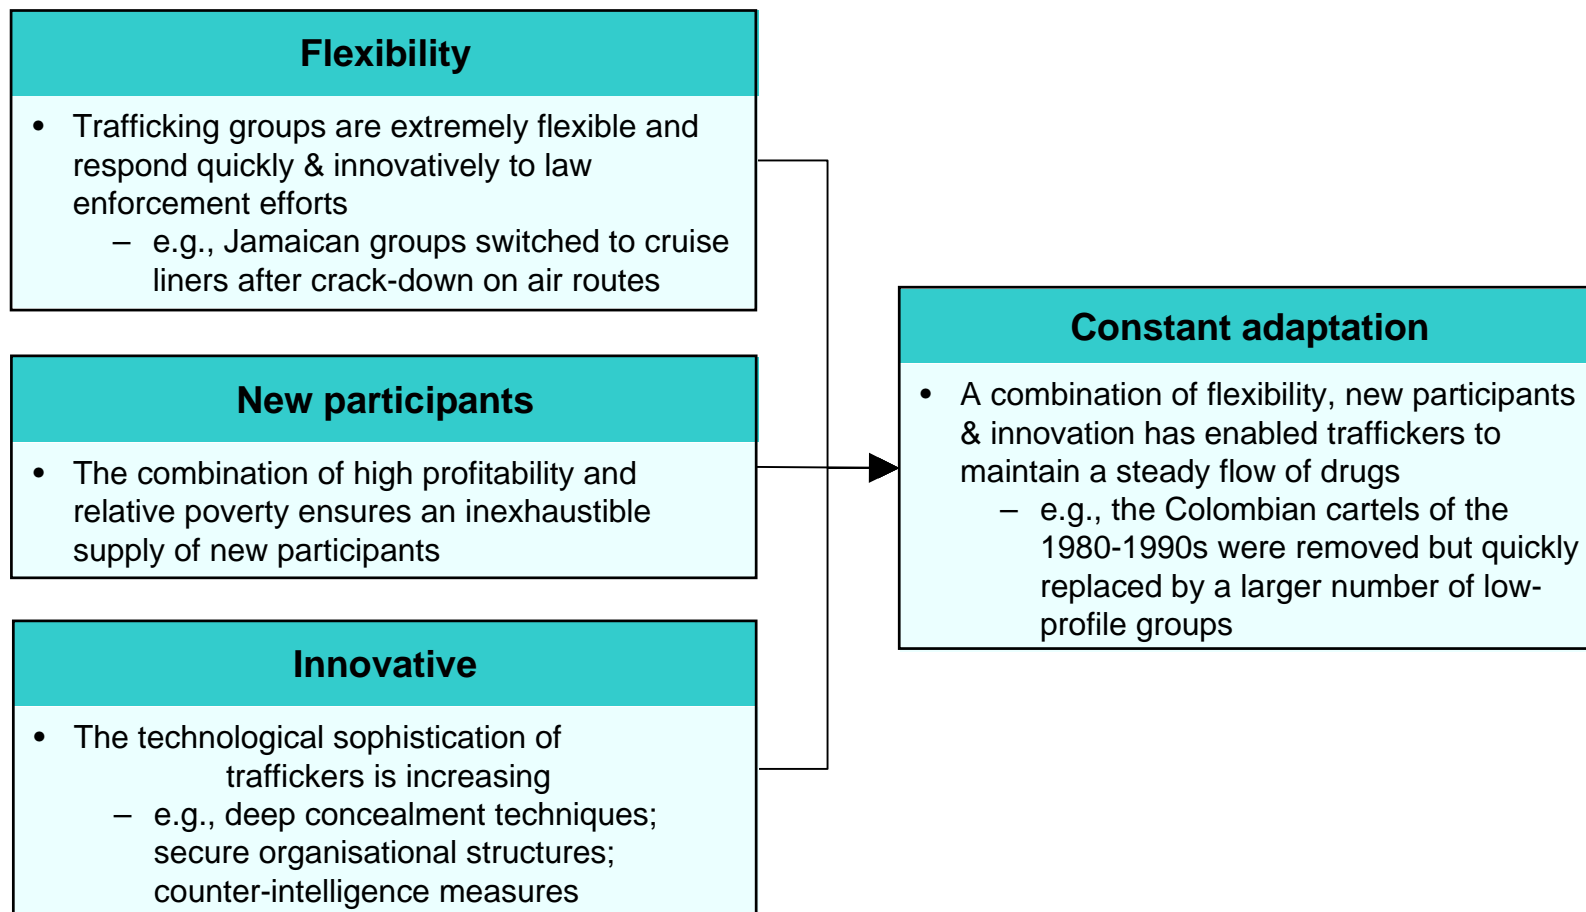 Flexibility
• Trafficking groups are extremely flexible and
respond quickly & innovatively to law
enforcement efforts
– e.g., Jamaican groups switched to cruise
liners after crack-down on air routes
New participants
• The combination of high profitability and
relative poverty ensures an inexhaustible
supply of new participants
Innovative
• The technological sophistication of
traffickers is increasing
– e.g., deep concealment techniques;
secure organisational structures;
counter-intelligence measures
Constant adaptation
• A combination of flexibility, new participants
& innovation has enabled traffickers to
maintain a steady flow of drugs
– e.g., the Colombian cartels of the
1980-1990s were removed but quickly
replaced by a larger number of low-
profile groups